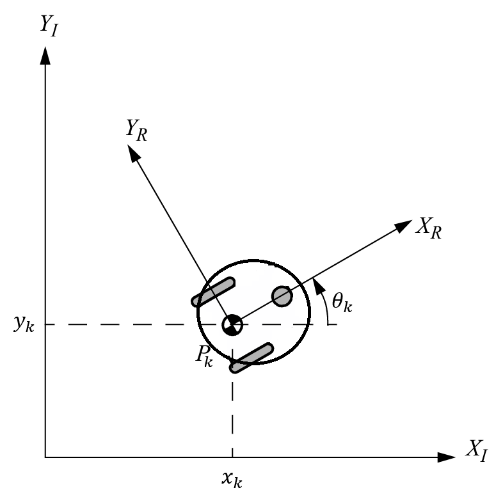 Y_I
Y_R
X_R
θ_k
y_k
P_k
X_I
x_k